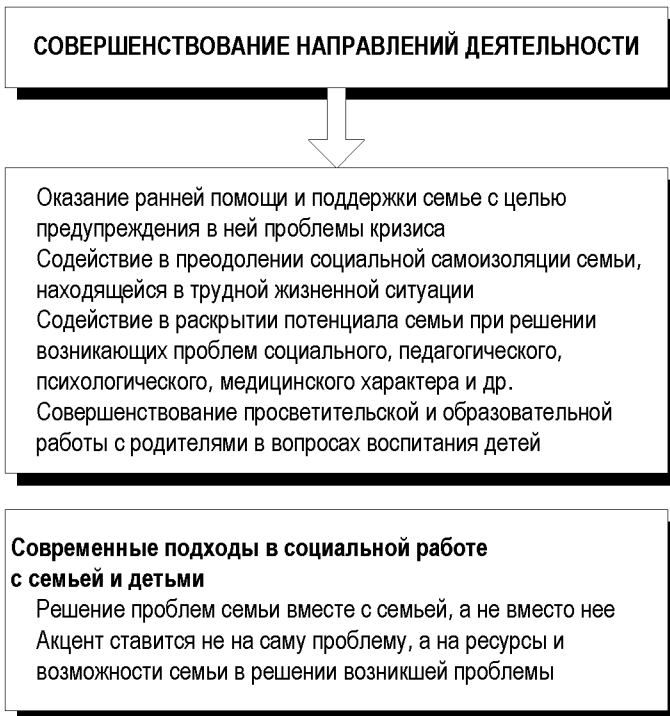 СОВЕРШЕНСТВОВАНИЕ НАПРАВЛЕНИЙ ДЕЯТЕЛЬНОСТИ
Оказание ранней помощи и поддержки семье с целью
предупреждения в ней проблемы кризиса
Содействие в преодолении социальной самоизоляции семьи,
находящейся в трудной жизненной ситуации
Содействие в раскрытии потенциала семьи при решении
возникающих проблем социального, педагогического,
психологического, медицинского характера и др.
Совершенствование просветительской и образовательной
работы с родителями в вопросах воспитания детей
Современные подходы в социальной работе
с семьей и детьми
Решение проблем семьи вместе с семьей, а не вместо нее
Акцент ставится не на саму проблему, а на ресурсы и
возможности семьи в решении возникшей проблемы